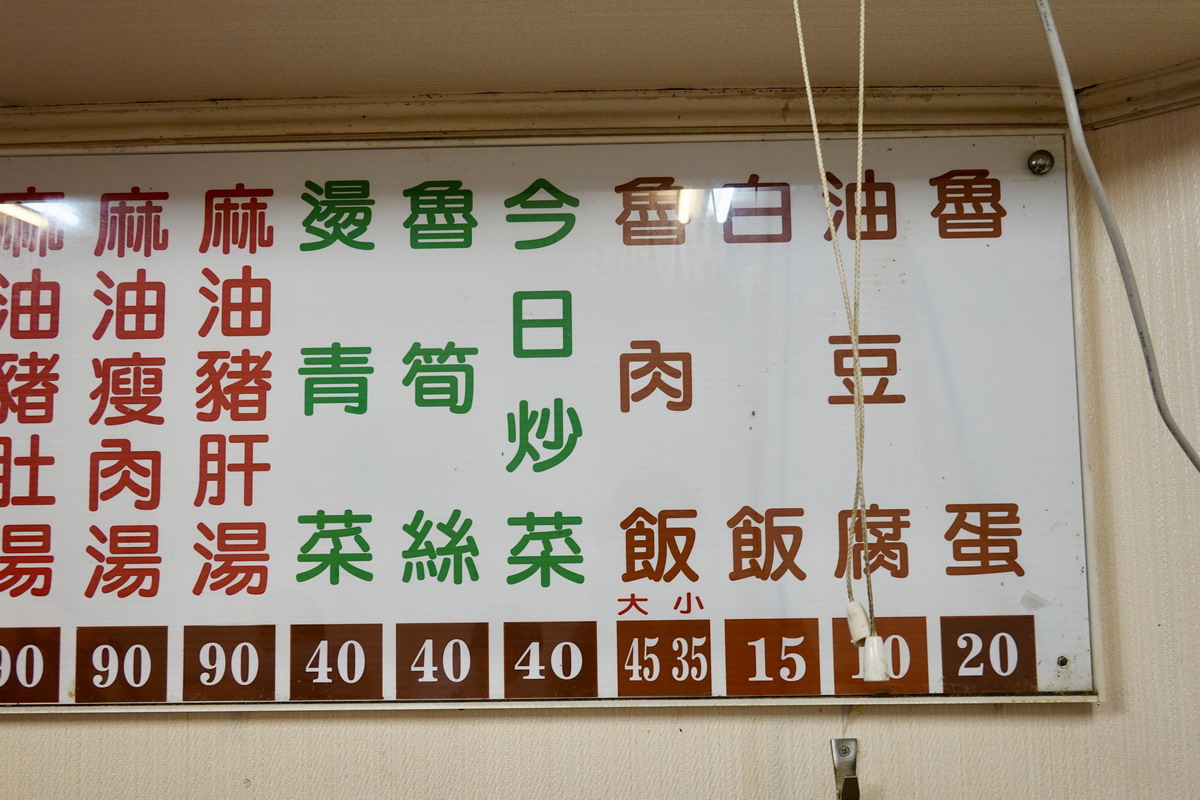 魯蛋
20
油豆腐
10
白飯
15
魯肉飯
大 小
45 35
今日炒菜
40
魯筍絲
40
燙青菜
40
麻油豬肝湯
90
麻油瘦肉湯
90
麻油豬肚湯
90